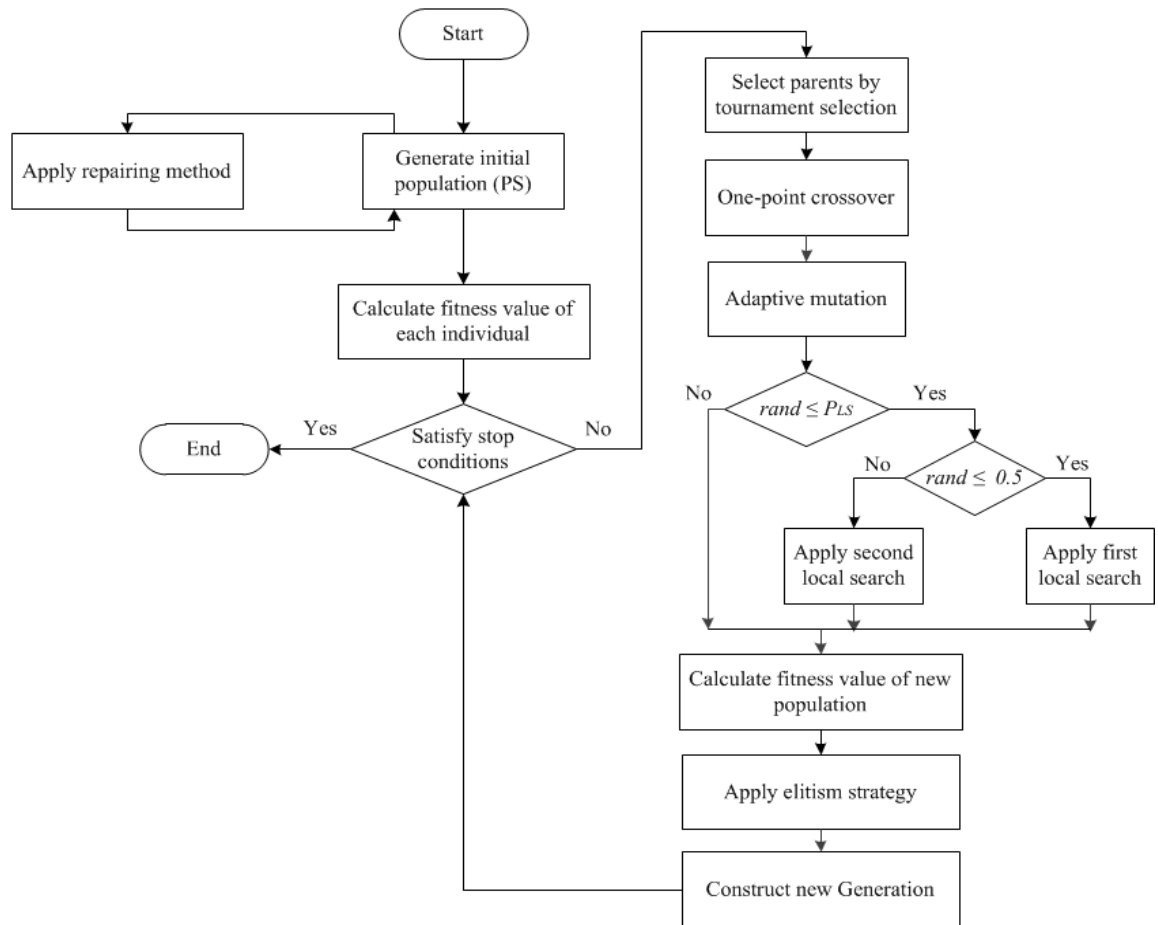 Start
Apply repairing method
Generate initial
population (PS)
Calculate fitness value of
each individual
Satisfy stop
conditions
Yes
No
End
Select parents by
tournament selection
One-point crossover
Adaptive mutation
rand ≤ PLS
No
Yes
rand ≤ 0.5
No
Yes
Apply second
local search
Apply first
local search
Calculate fitness value of new
population
Apply elitism strategy
Construct new Generation